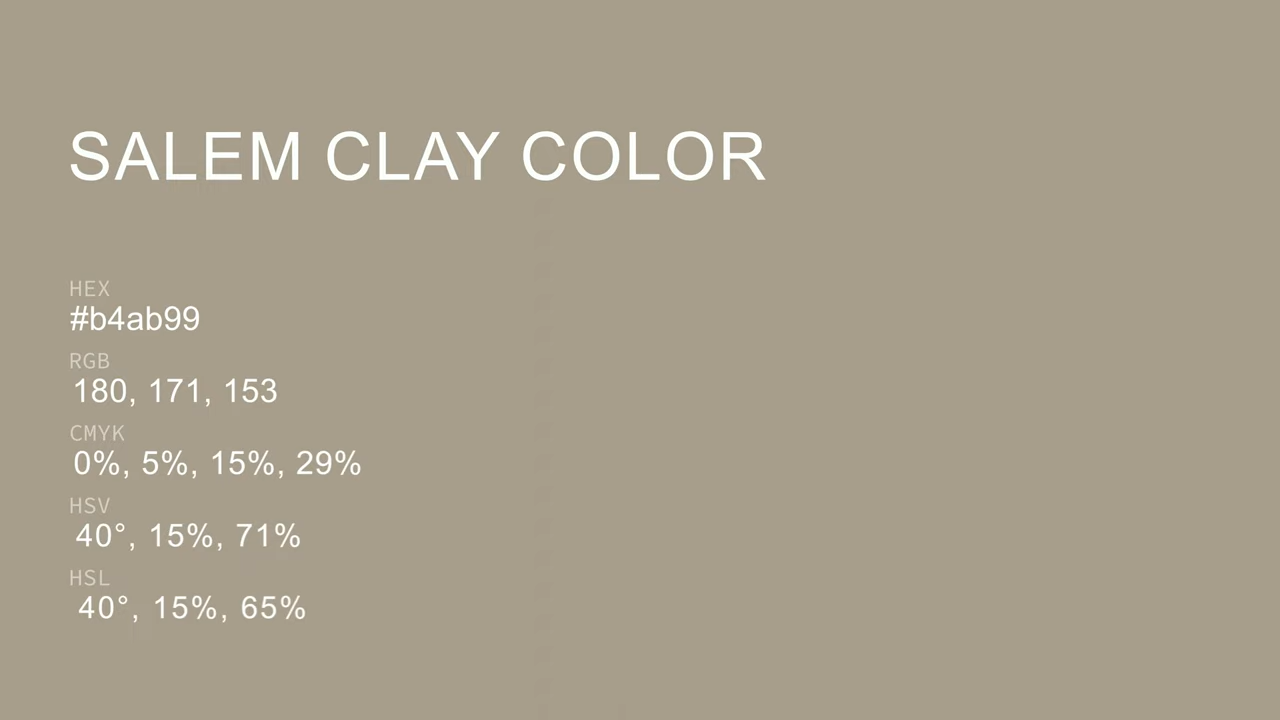 SALEM CLAY COLOR
HEX
#b4ab99
RGB
180, 171, 153
CMYK
0%, 5%, 15%, 29%
HSV
40°, 15%, 71%
HSL
40°, 15%, 65%